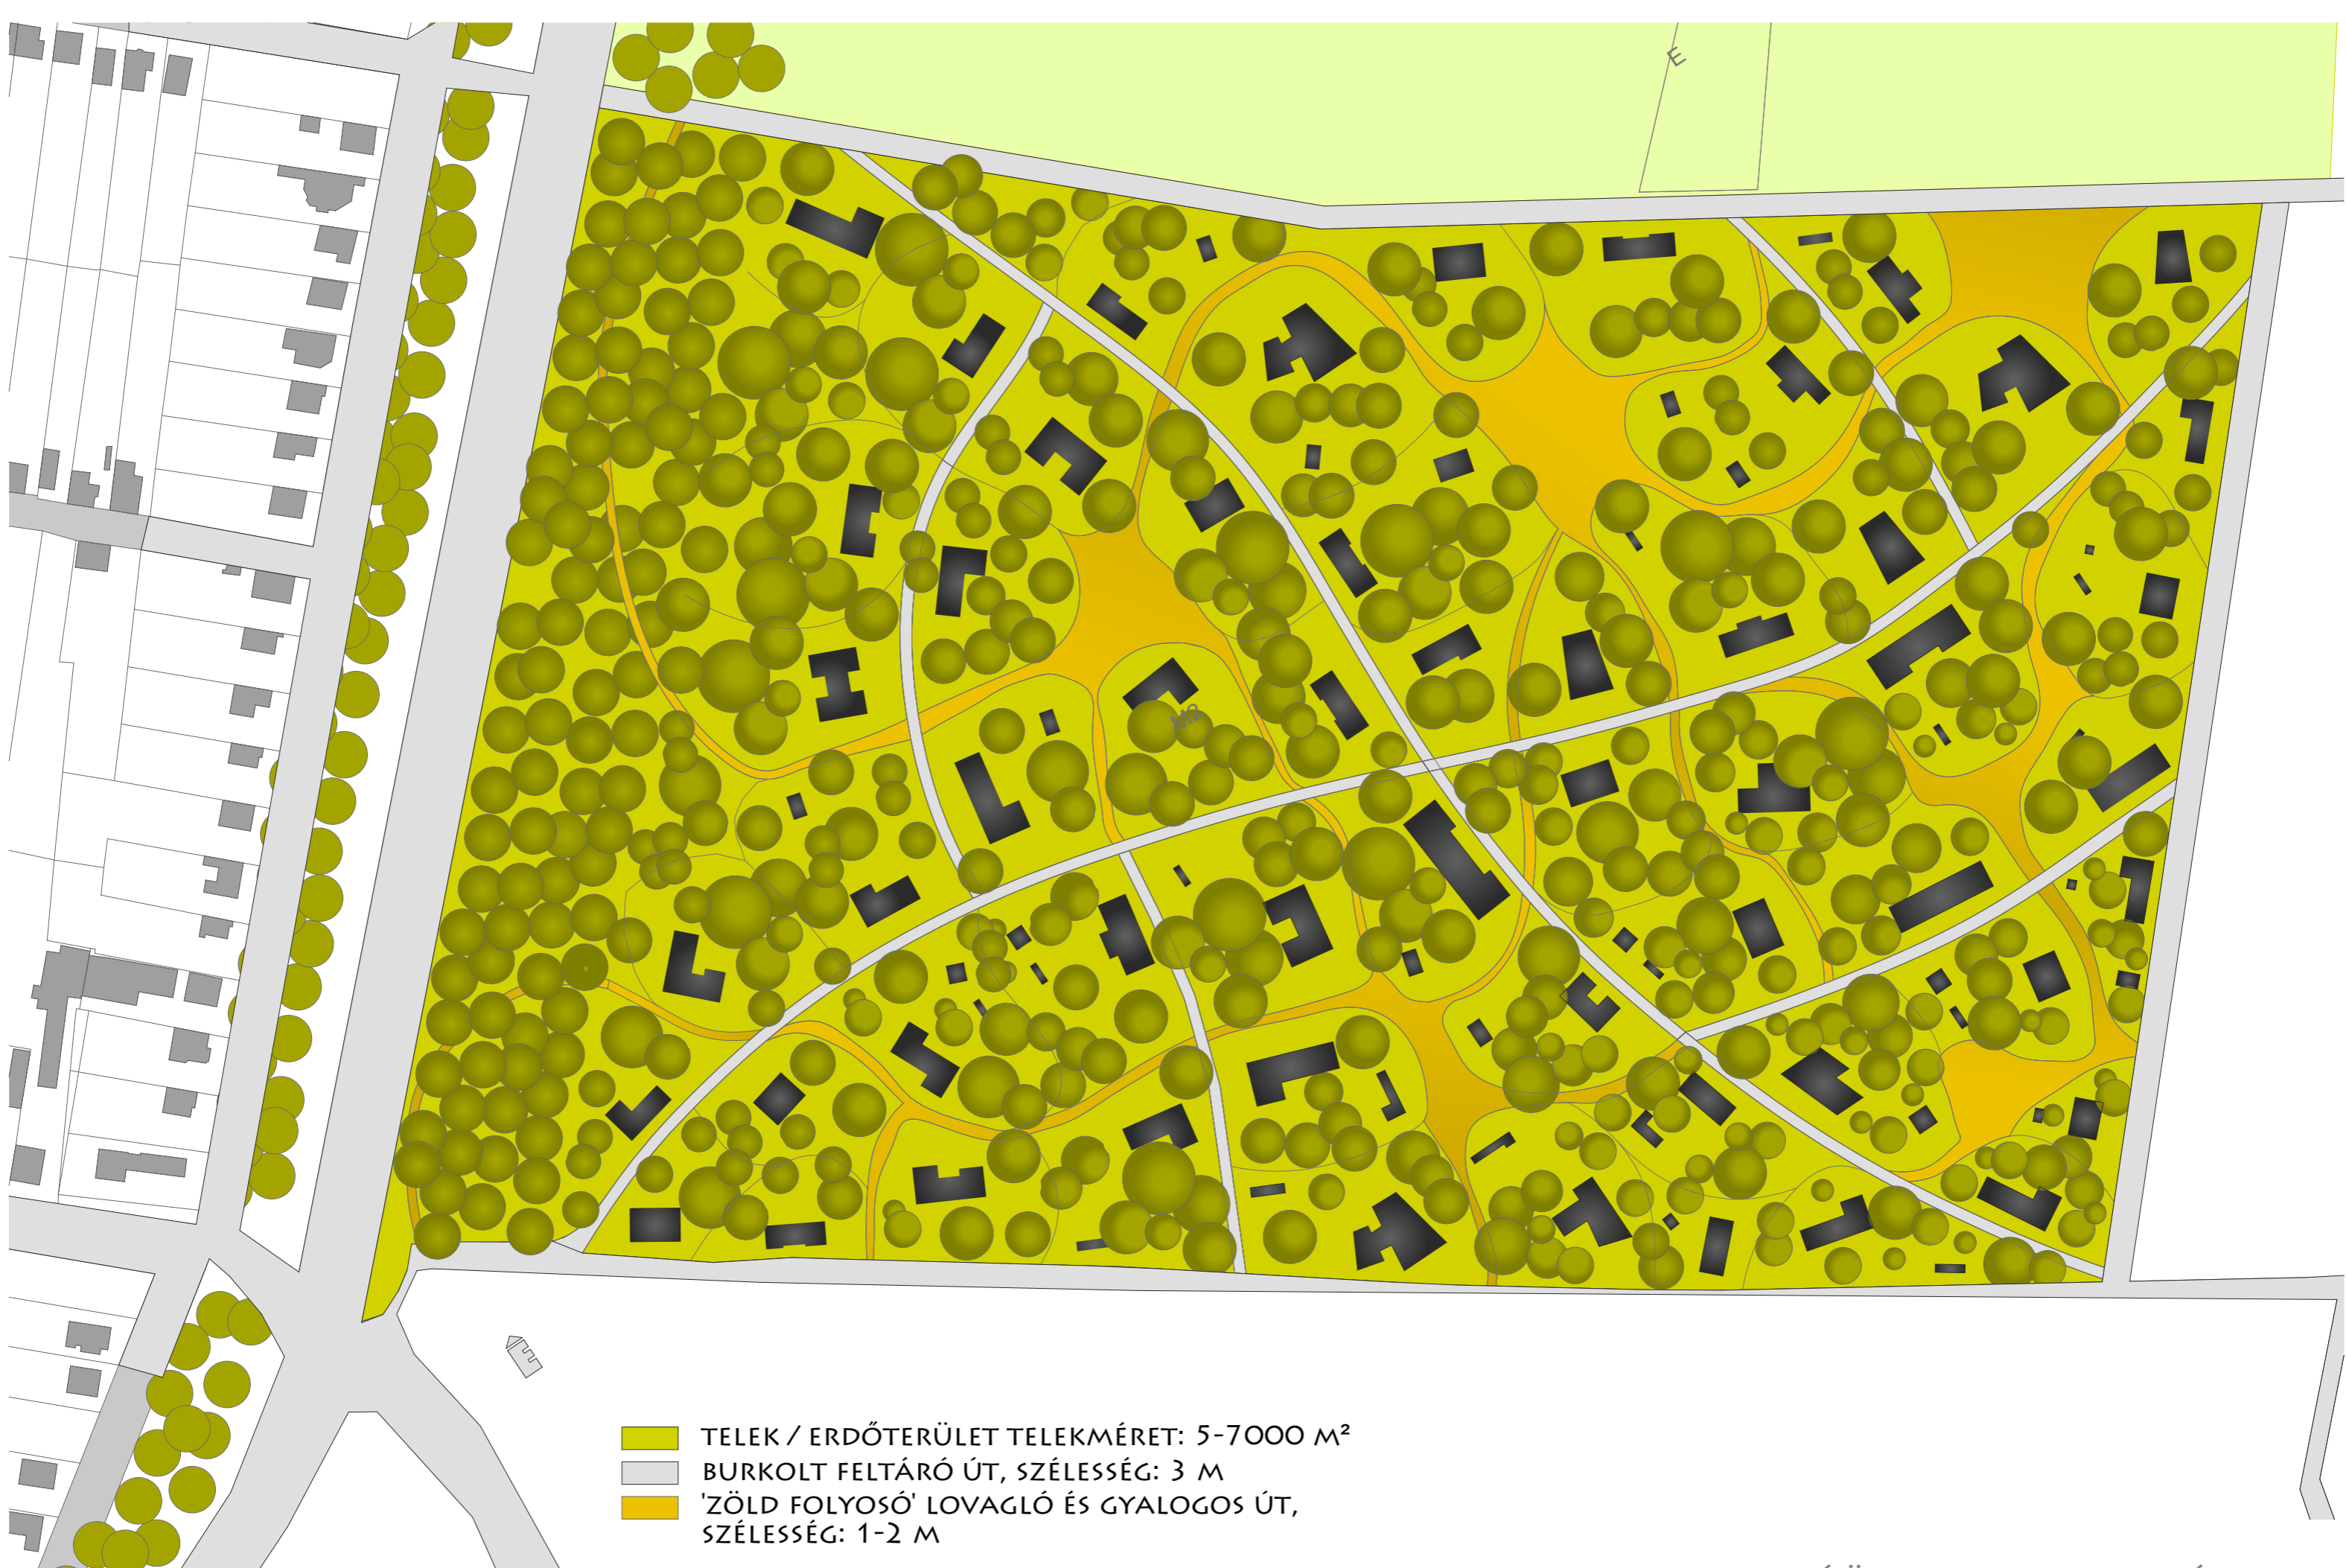 E
M2
TELEK / ERDŐTERÜLET TELEKMÉRET: 5-7000 M²
BURKOLT FELTÁRÓ ÚT, SZÉLESSÉG: 3 M
'ZÖLD FOLYOSÓ' LOVAGLÓ ÉS GYALOGOS ÚT,
SZÉLESSÉG: 1-2 M